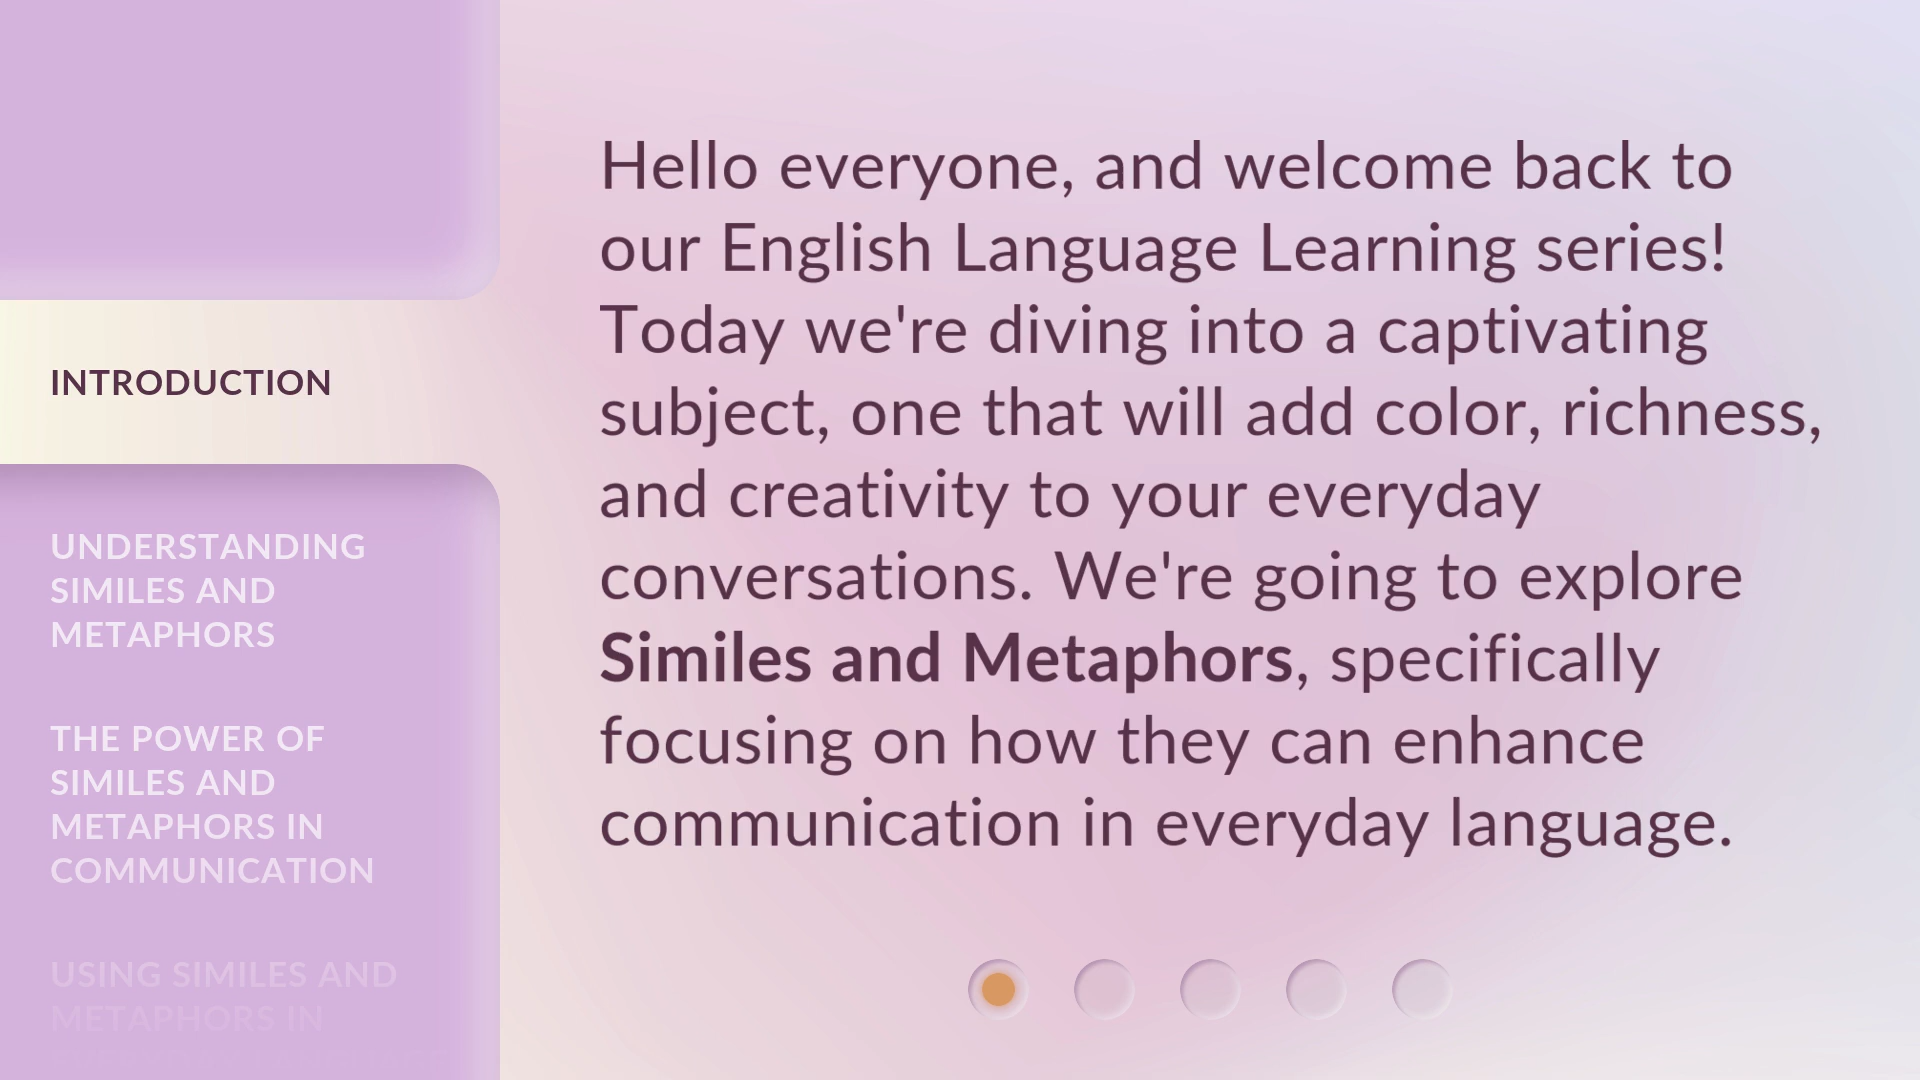 INTRODUCTION
UNDERSTANDING
SIMILES AND
METAPHORS
THE POWER OF
SIMILES AND
METAPHORS IN
COMMUNICATION
USING SIMILES AND
METAPHORS IN
Hello everyone, and welcome back to
our English Language Learning series!
Today we're diving into a captivating
subject, one that will add color, richness,
and creativity to your everyday
conversations. We're going to explore
Similes and Metaphors, specifically
focusing on how they can enhance
communication in everyday language.